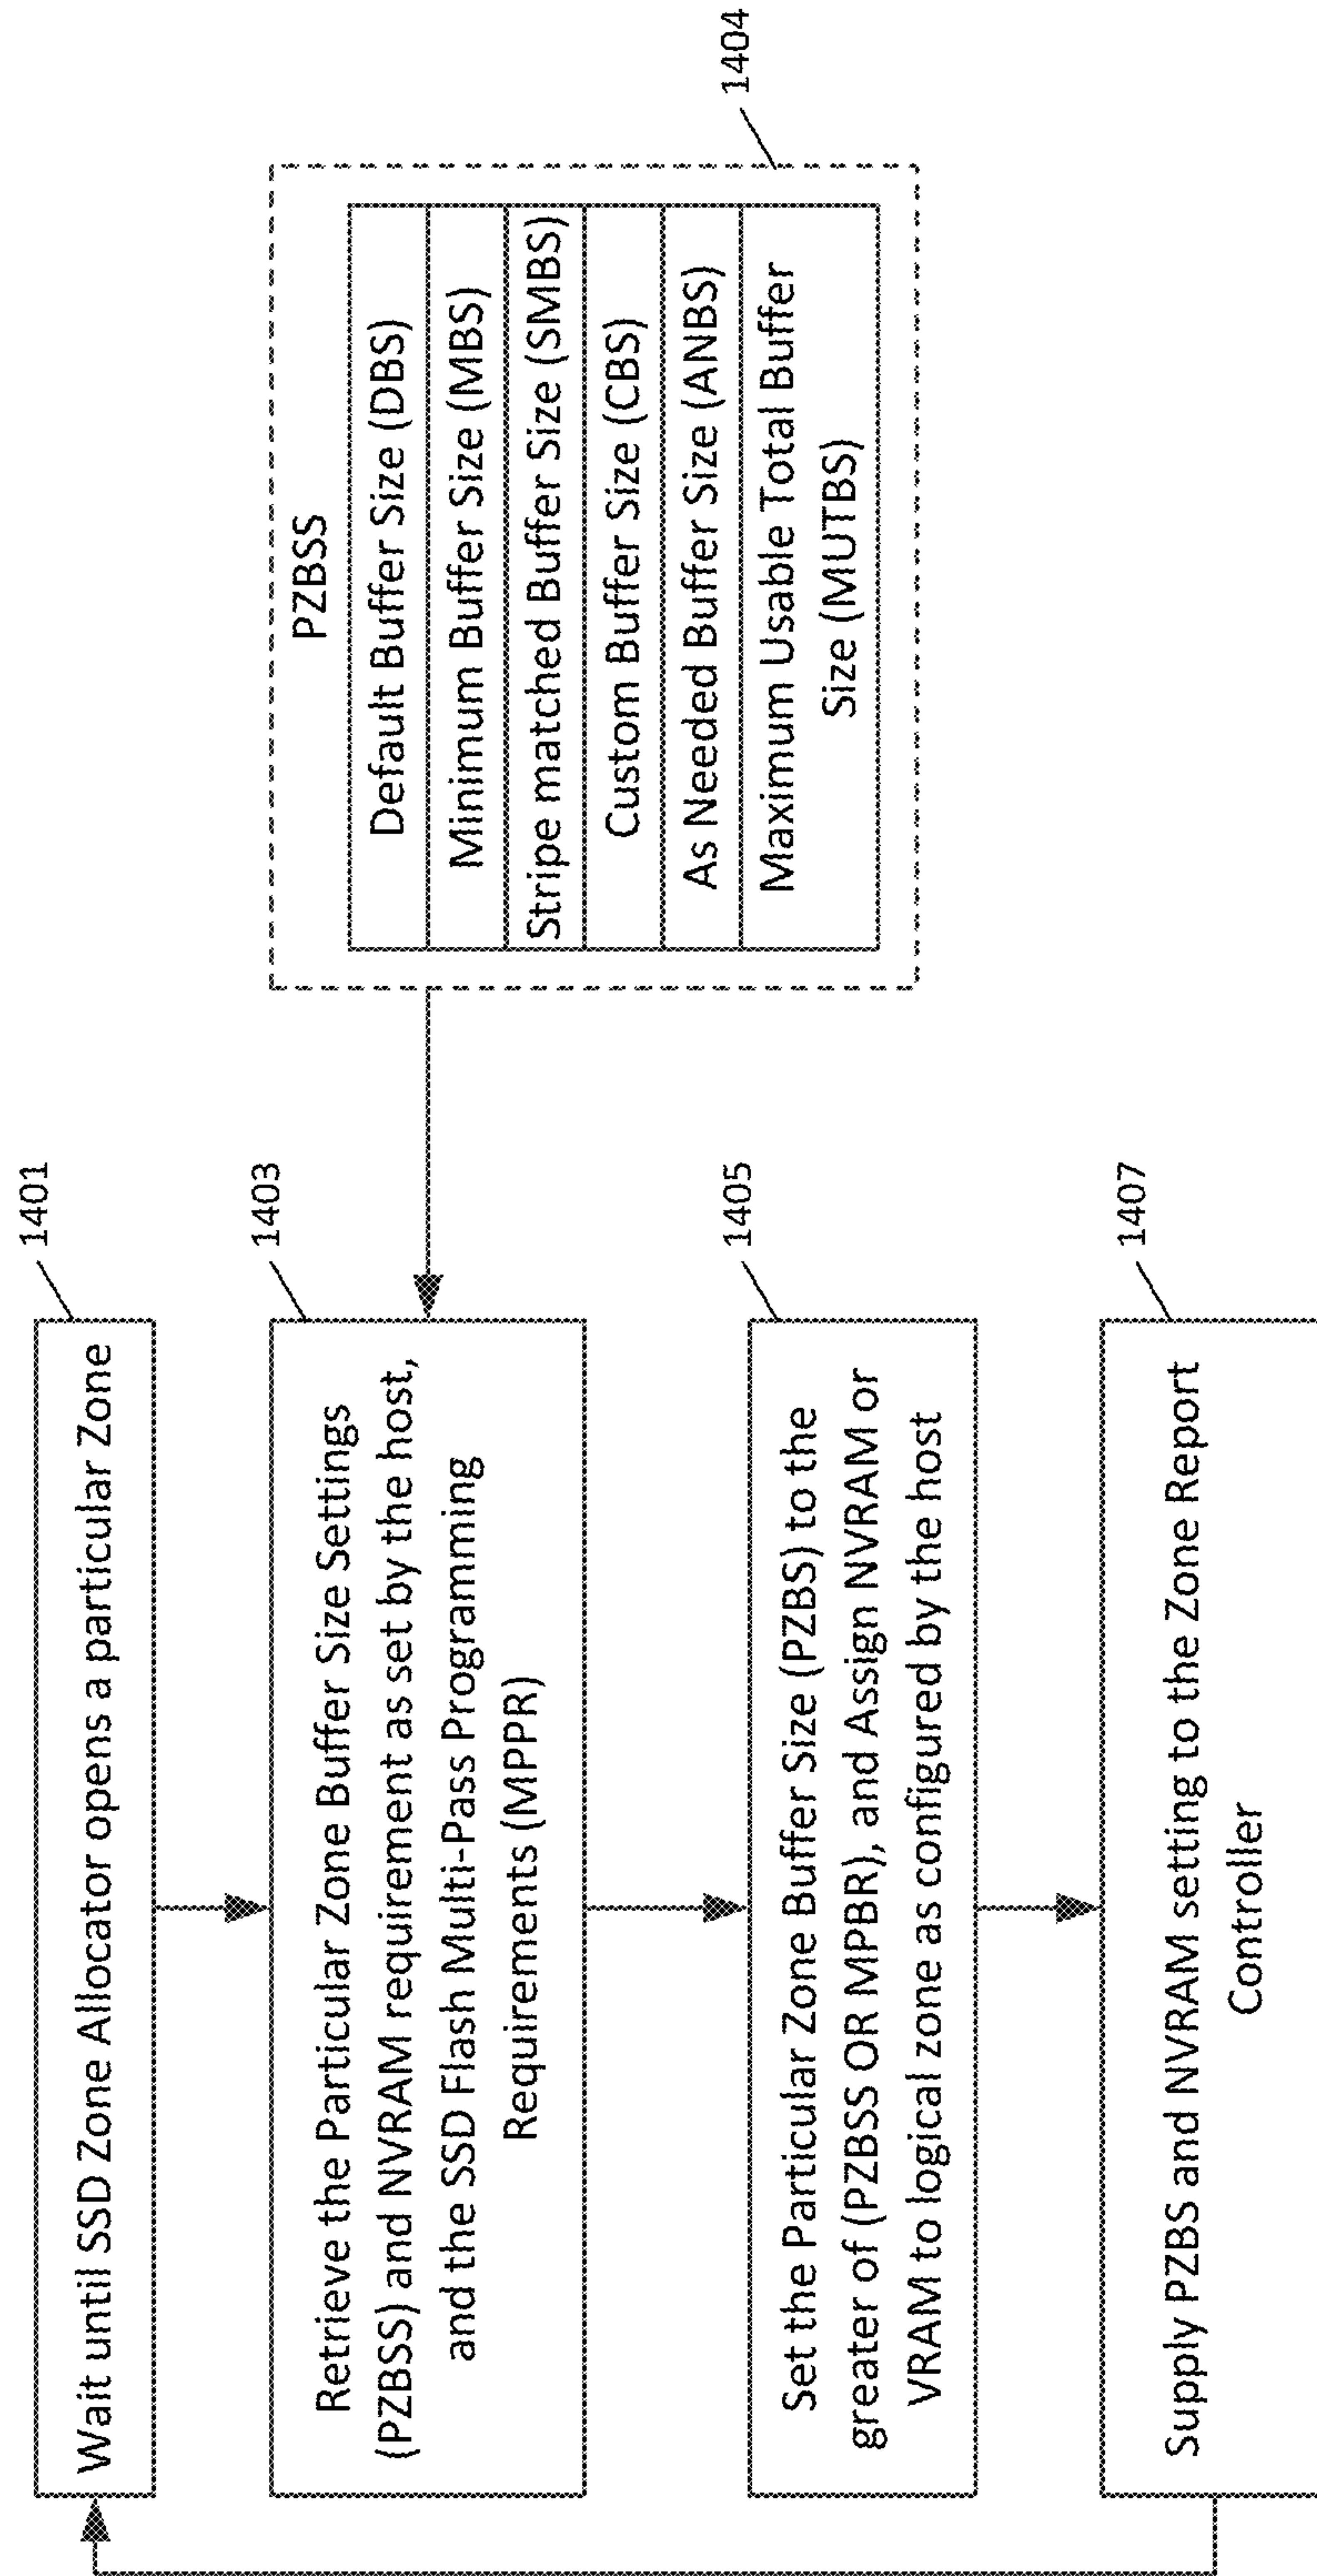 1401
Wait until SSD Zone Allocator opens a particular Zone
1403
Retrieve the Particular Zone Buffer Size Settings
(PZBSS) and NVRAM requirement as set by the host,
and the SSD Flash Multi-Pass Programming
Requirements (MPPR)
PZBSS
Default Buffer Size (DBS)
Minimum Buffer Size (MBS)
Stripe matched Buffer Size (SMBS)
Custom Buffer Size (CBS)
As Needed Buffer Size (ANBS)
Maximum Usable Total Buffer
Size (MUTBS)
1404
1405
Set the Particular Zone Buffer Size (PZBS) to the
greater of (PZBSS OR MPBR), and Assign NVRAM or
VRAM to logical zone as configured by the host
1407
Supply PZBS and NVRAM setting to the Zone Report
Controller